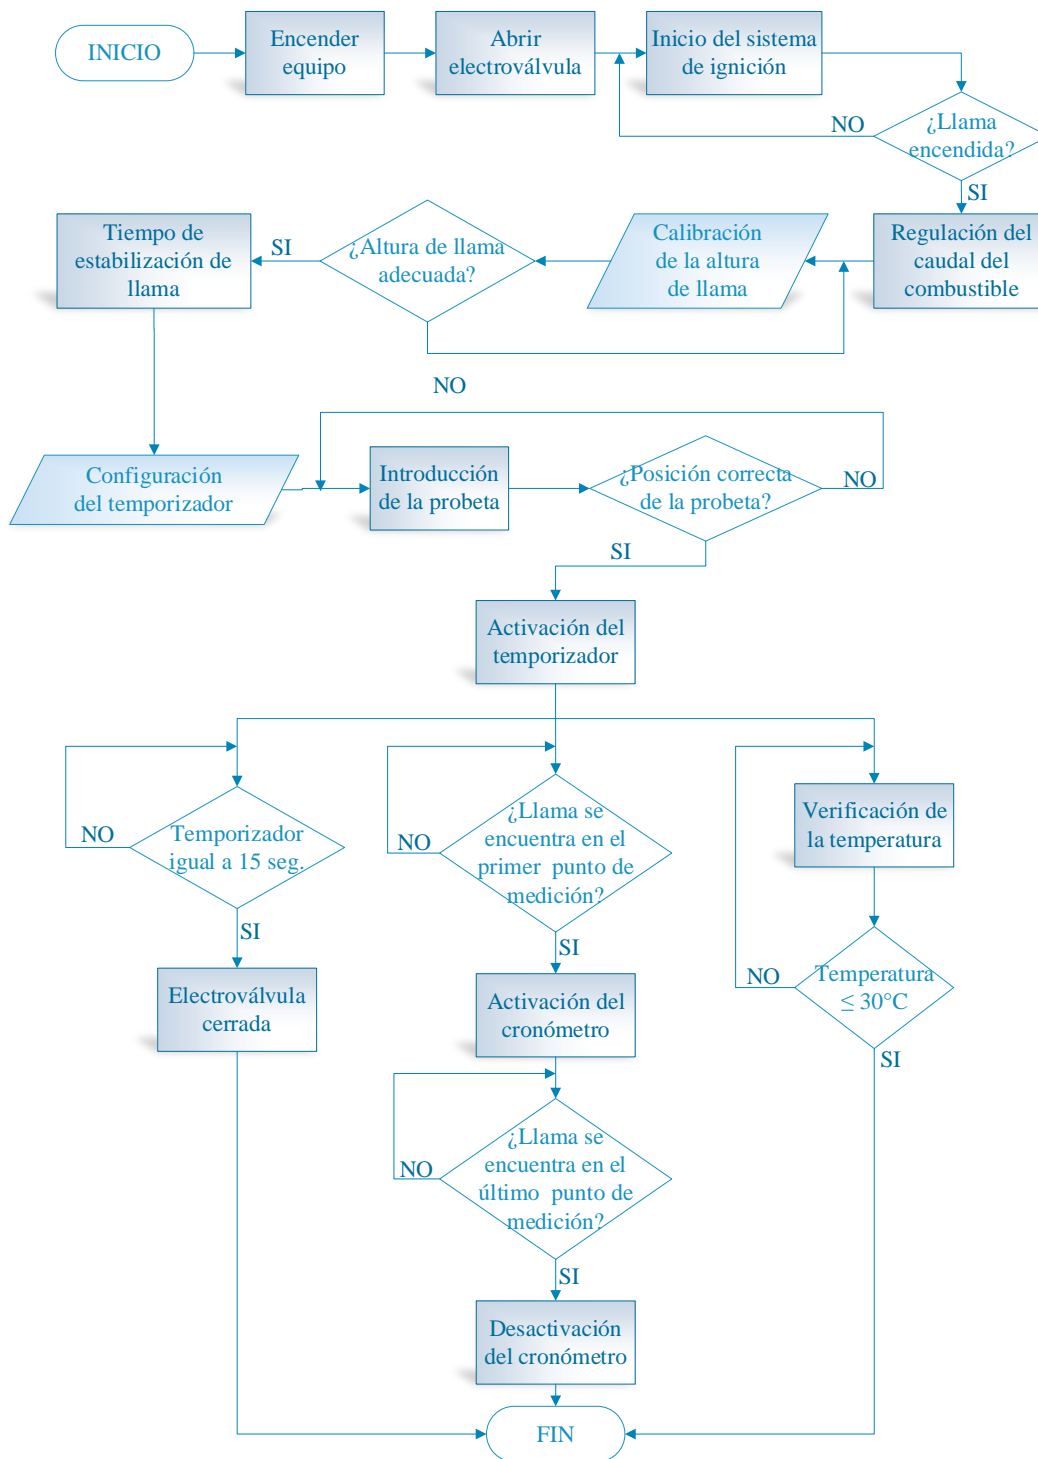 INICIO
Encender
equipo
Abrir
electroválvula
Inicio del sistema
de ignición
¿Llama
encendida?
NO
SI
Regulación del
caudal del
combustible
Calibración
de la altura
de llama
¿Altura de llama
adecuada?
SI
NO
Tiempo de
estabilización de
llama
Configuración
del temporizador
Introducción
de la probeta
¿Posición correcta
de la probeta?
NO
SI
Activación del
temporizador
Temporizador
igual a 15 seg.
NO
SI
Electroválvula
cerrada
¿Llama se
encuentra en el
primer punto de
medición?
NO
SI
Activación del
cronómetro
¿Llama se
encuentra en el
último punto de
medición?
NO
SI
Desactivación
del cronómetro
Verificación de
la temperatura
Temperatura
≤ 30°C
NO
SI
FIN